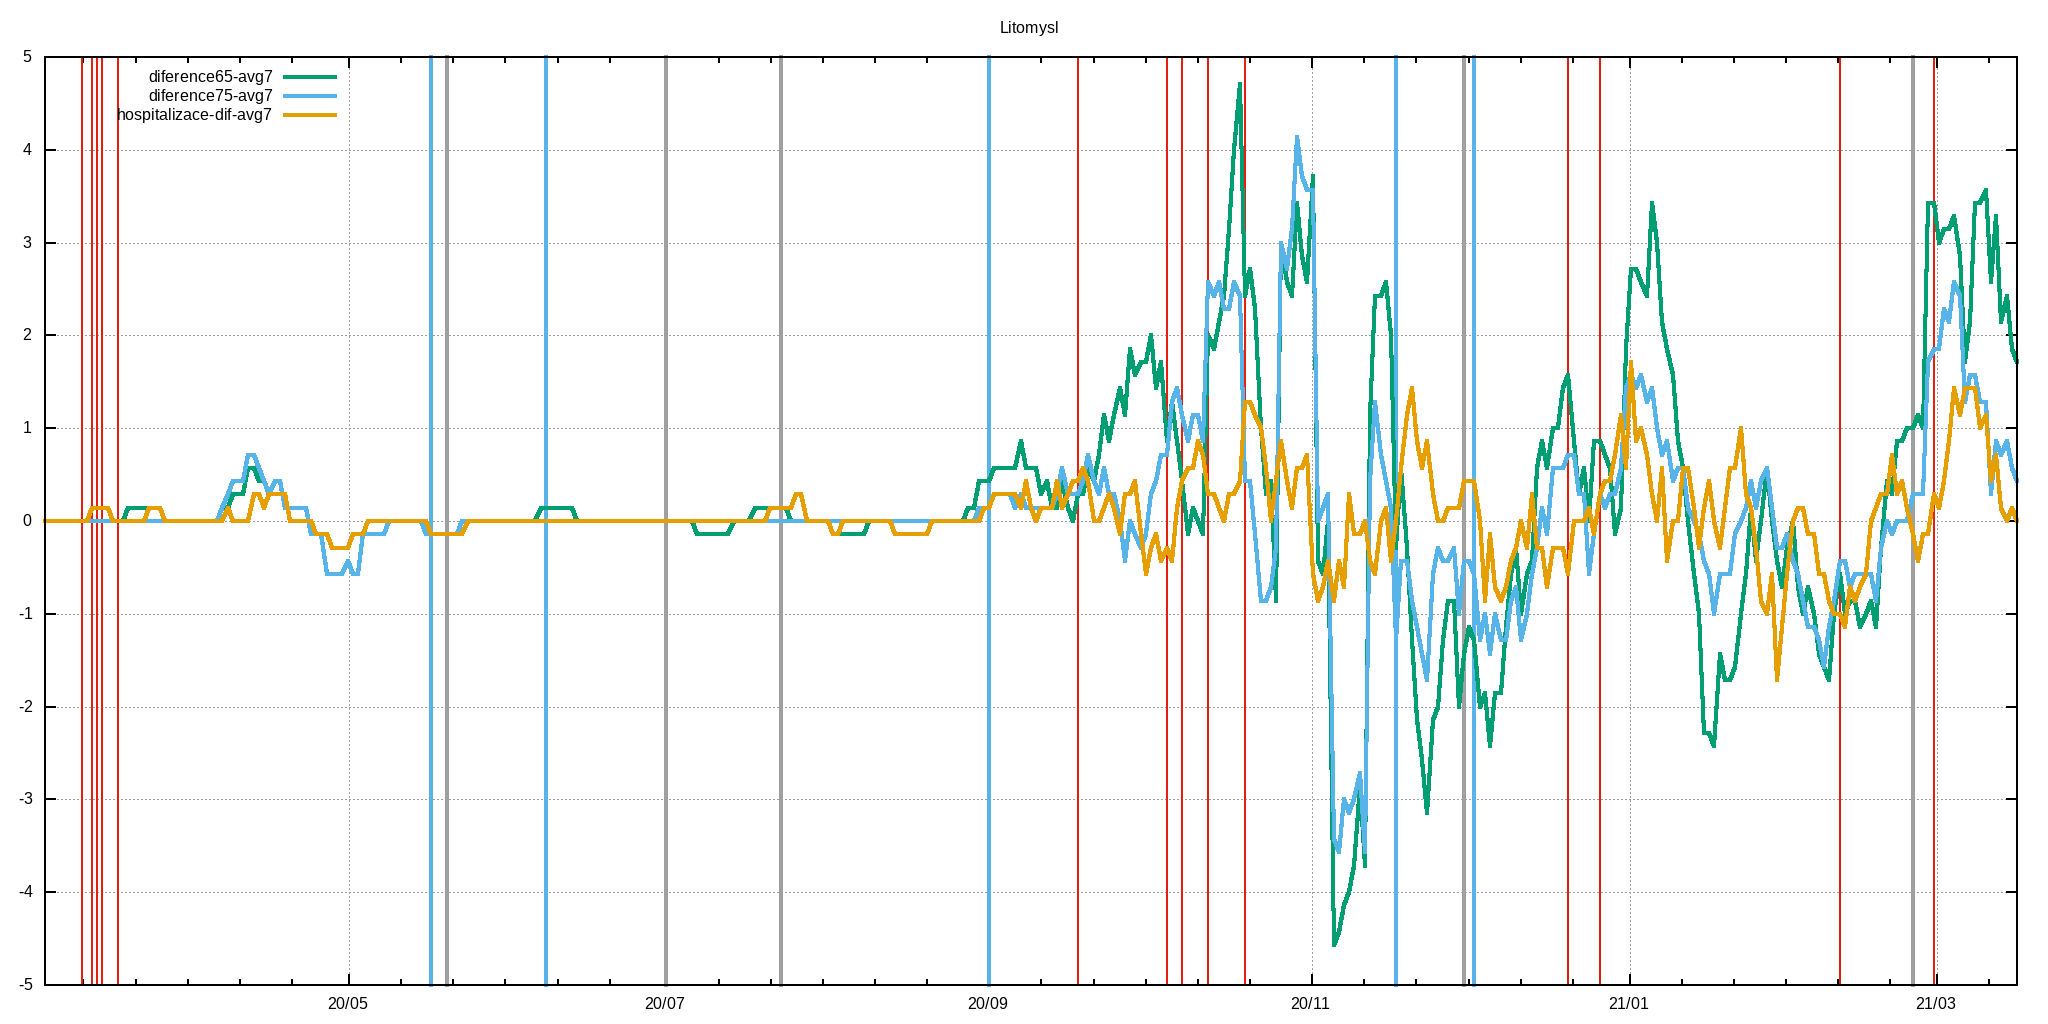 Litomysl
diference65-avg7
diference75-avg7
hospitalizace-dif-avg7
5
4
3
2
1
0
-1
-2
-3
-4
-5
20/05 20/07 20/09 20/11 21/01 21/03